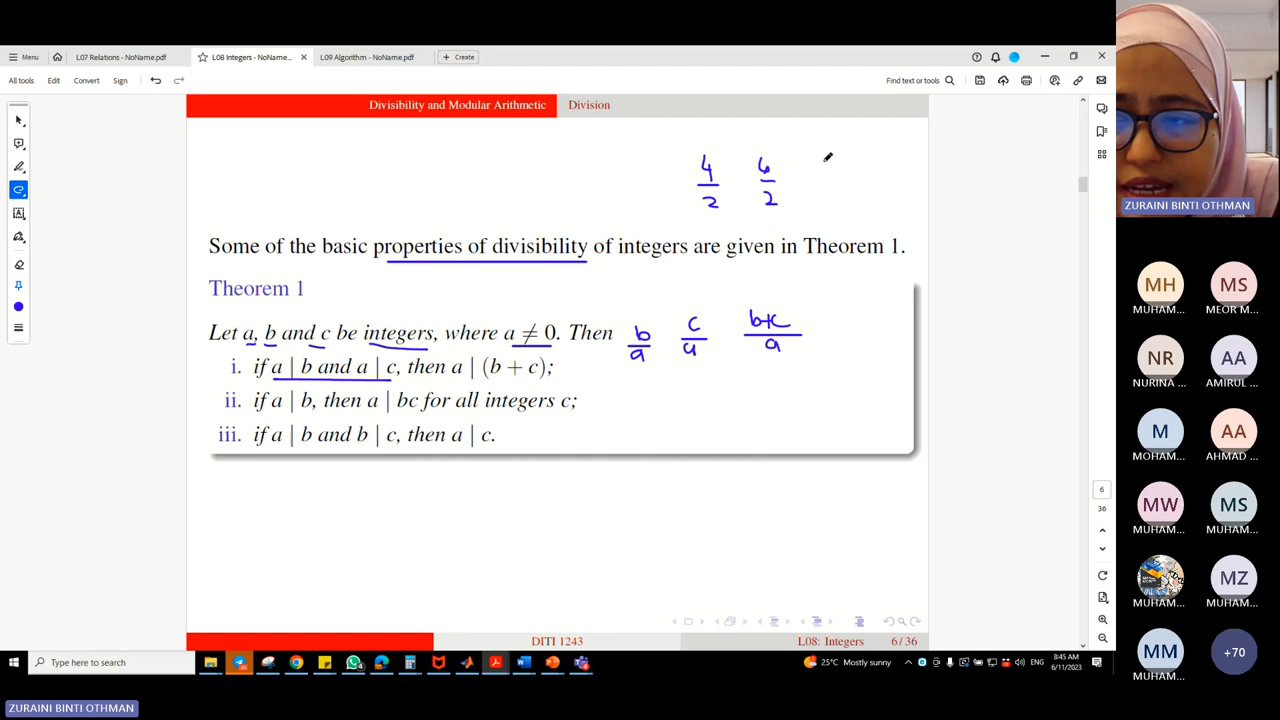 Menu
L07 Relations - NoName.pdf
L08 Integers - NoName...
L09 Algorithm - NoName.pdf
+ Create
All tools
Edit
Convert
Sign
Find text or tools
Divisibility and Modular Arithmetic
Division
4/2 6/2
Some of the basic properties of divisibility of integers are given in Theorem 1.
Theorem 1
Let a, b and c be integers, where a ≠ 0. Then
b/a c/a b+c/a
i. if a | b and a | c, then a | (b + c);
ii. if a | b, then a | bc for all integers c;
iii. if a | b and b | c, then a | c.
DITI 1243
L08: Integers
6 / 36
6
36
Type here to search
25°C Mostly sunny
ENG
8:45 AM
6/11/2023
ZURAINI BINTI OTHMAN
MH
MUHAM...
MS
MEOR M...
NR
NURINA ...
AA
AMIRUL ...
M
MOHAM...
AA
AHMAD ...
MW
MUHAM...
MS
MUHAM...
MUHAM...
MZ
MUHAM...
MM
MUHAM...
+70
ZURAINI BINTI OTHMAN